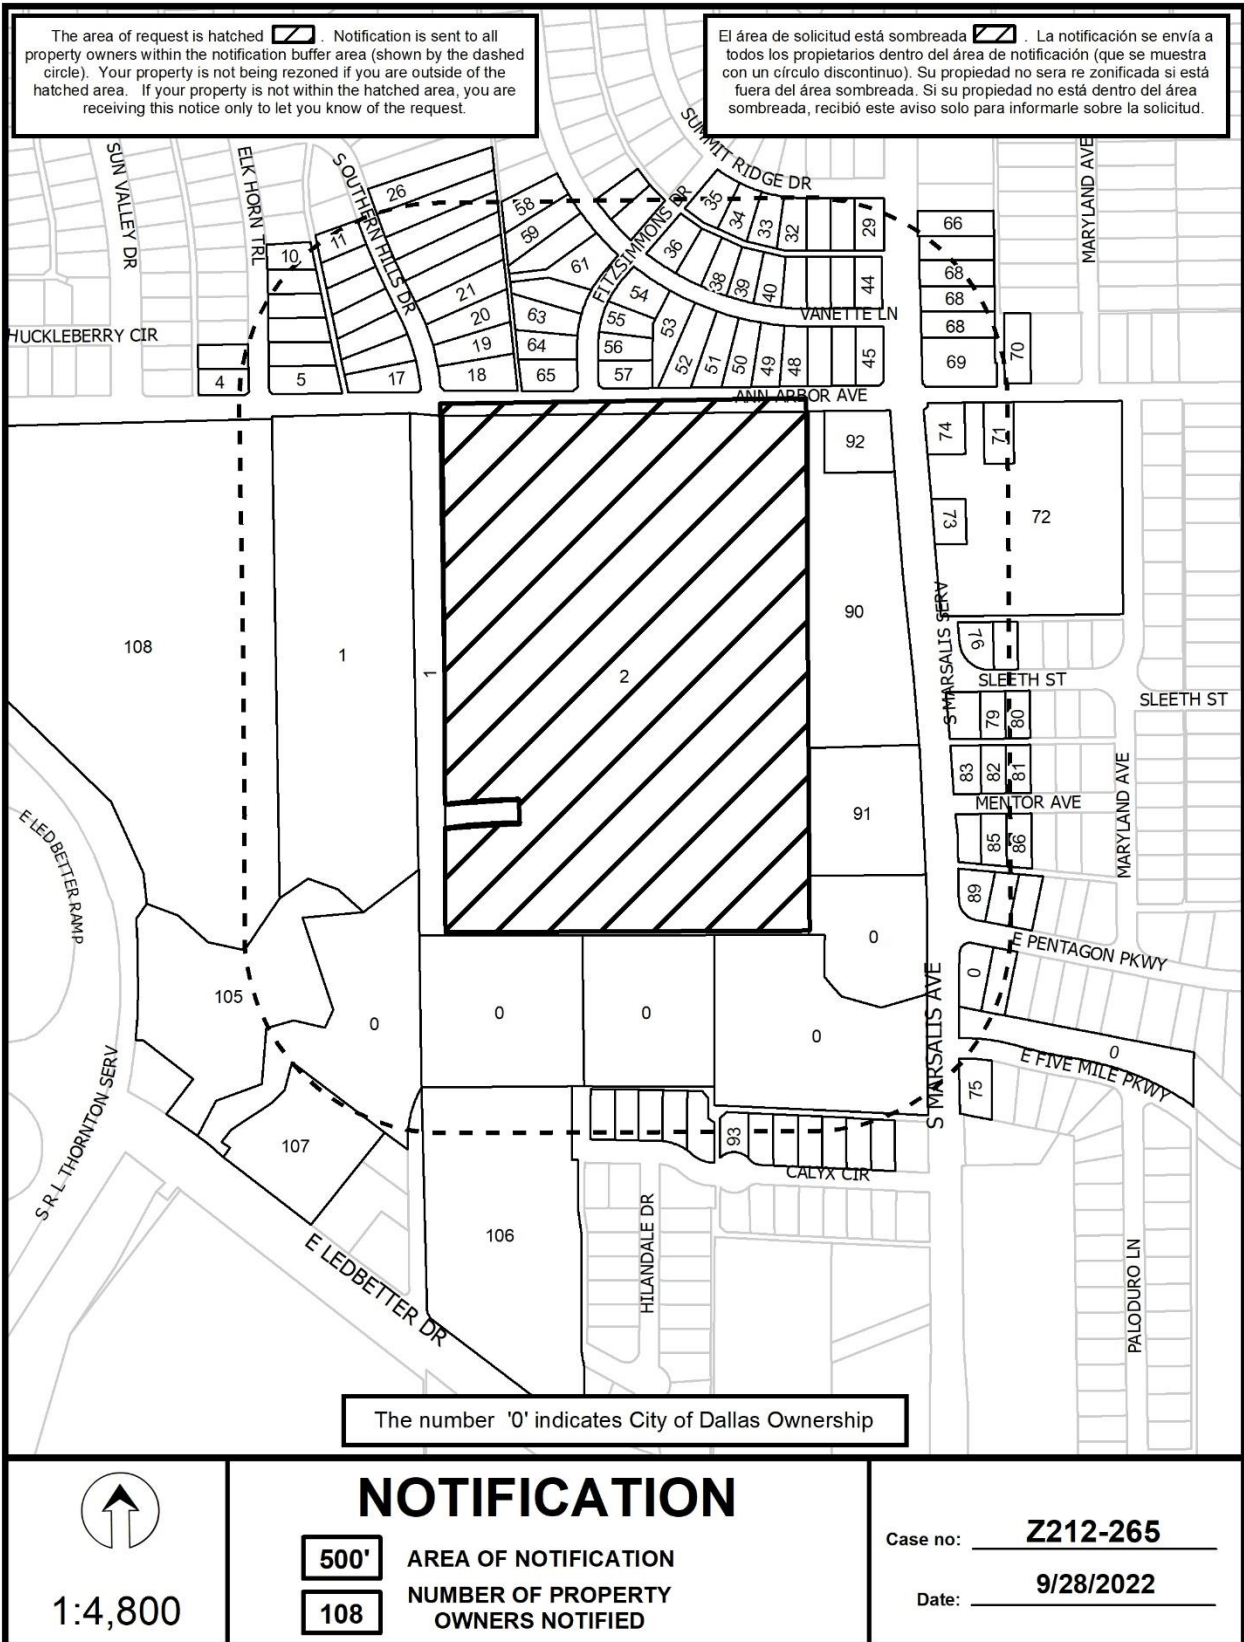 The area of request is hatched . Notification is sent to all
property owners within the notification buffer area (shown by the dashed
circle). Your property is not being rezoned if you are outside of the
hatched area. If your property is not within the hatched area, you are
receiving this notice only to let you know of the request.
El área de solicitud está sombreada . La notificación se envía a
todos los propietarios dentro del área de notificación (que se muestra
con un círculo discontinuo). Su propiedad no sera re zonificada si está
fuera del área sombreada. Si su propiedad no está dentro del área
sombreada, recibió este aviso solo para informarle sobre la solicitud.
SUN VALLEY DR
ELK HORN TRL
S OUTHERN HILLS DR
FITZSIMMONS DR
SUMMIT RIDGE DR
MARYLAND AVE
HUCKLEBERRY CIR
VANETTE LN
ANN ARBOR AVE
26
11
10
4
5
17
21
20
19
18
58
59
61
63
64
65
54
55
56
57
53
52
51
50
49
48
45
35
34
33
32
29
36
38
39
40
44
66
68
68
68
69
70
92
74
71
73
72
108
1
1
2
90
91
S MARSALIS SERV
76
SLEETH ST
SLEETH ST
79
80
83
82
81
MENTOR AVE
MARYLAND AVE
85
86
89
E PENTAGON PKWY
0
0
0
E FIVE MILE PKWY
75
S MARSALIS AVE
E LEDBETTER RAMP
105
0
0
0
0
S R L THORNTON SERV
107
106
93
CALYX CIR
HILANDALE DR
PALODURO LN
E LEDBETTER DR
The number '0' indicates City of Dallas Ownership
1:4,800
NOTIFICATION
500' AREA OF NOTIFICATION
108 NUMBER OF PROPERTY
OWNERS NOTIFIED
Case no: Z212-265
Date: 9/28/2022